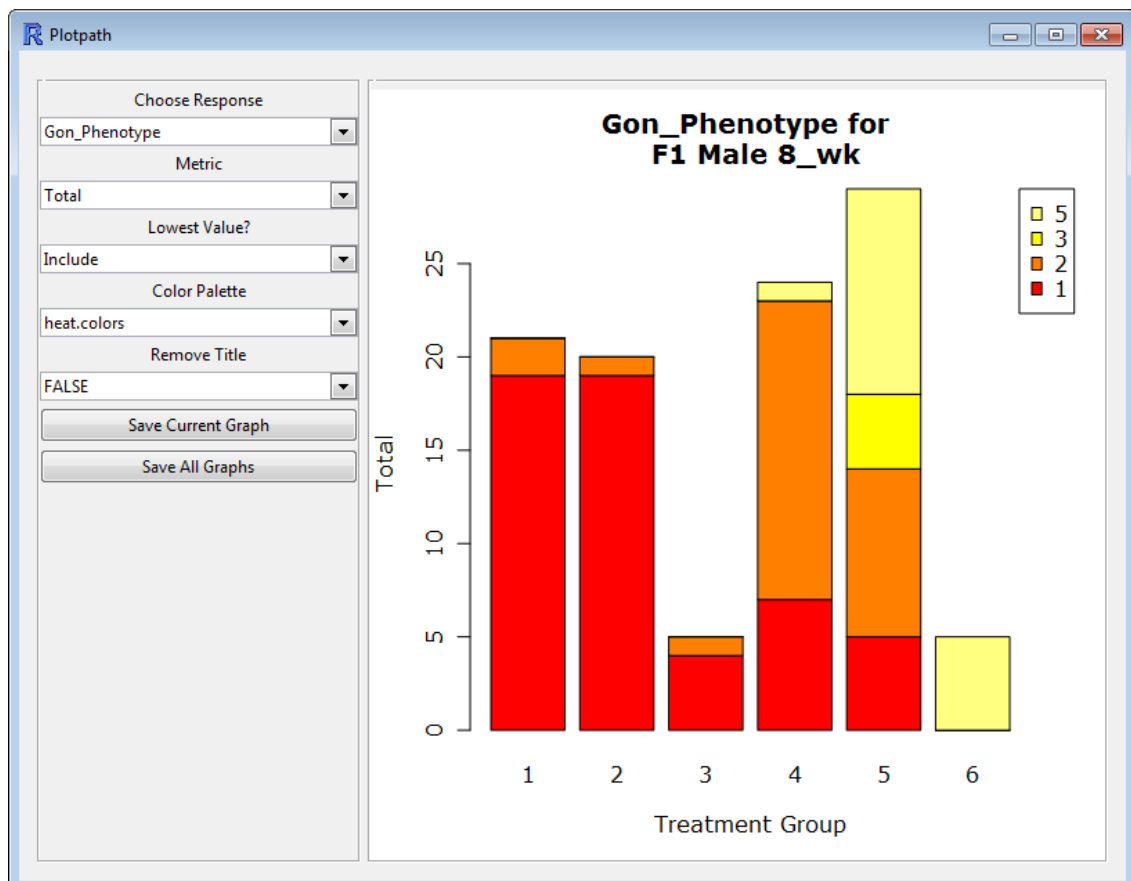 Plotpath
Choose Response
Gon_Phenotype
Metric
Total
Lowest Value?
Include
Color Palette
heat.colors
Remove Title
FALSE
Save Current Graph
Save All Graphs
Gon_Phenotype for
F1 Male 8_wk
5
3
2
1
Total
25
20
15
10
5
0
1 2 3 4 5 6
Treatment Group